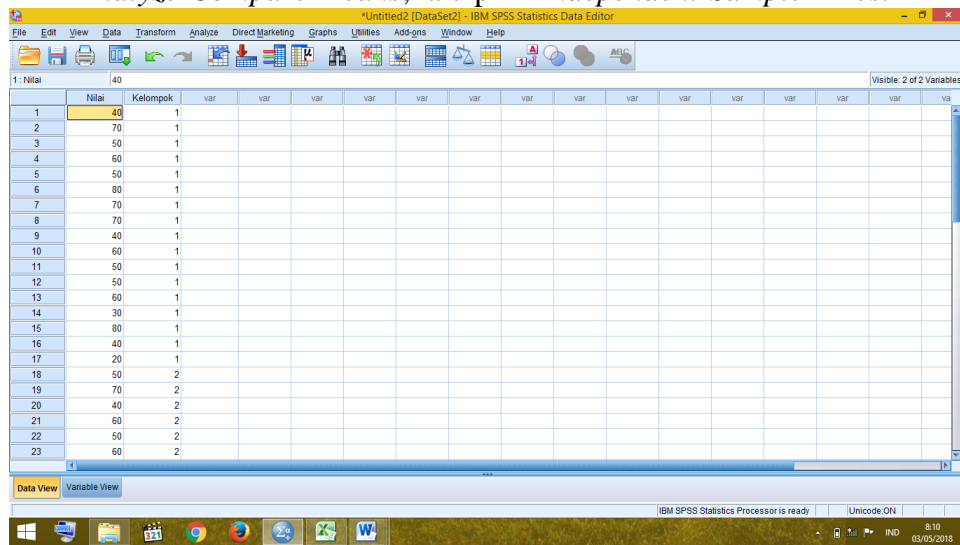 *Untitled2 [DataSet2] - IBM SPSS Statistics Data Editor
File Edit View Data Transform Analyze Direct Marketing Graphs Utilities Add-ons Window Help
1 : Nilai 40 Visible: 2 of 2 Variables
Nilai Kelompok var var var var var var var var var var var var var va
1 40 1
2 70 1
3 50 1
4 60 1
5 50 1
6 80 1
7 70 1
8 70 1
9 40 1
10 60 1
11 50 1
12 50 1
13 60 1
14 30 1
15 80 1
16 40 1
17 20 1
18 50 2
19 70 2
20 40 2
21 60 2
22 50 2
23 60 2
Data View Variable View
IBM SPSS Statistics Processor is ready Unicode:ON
IND 8:10
03/05/2018